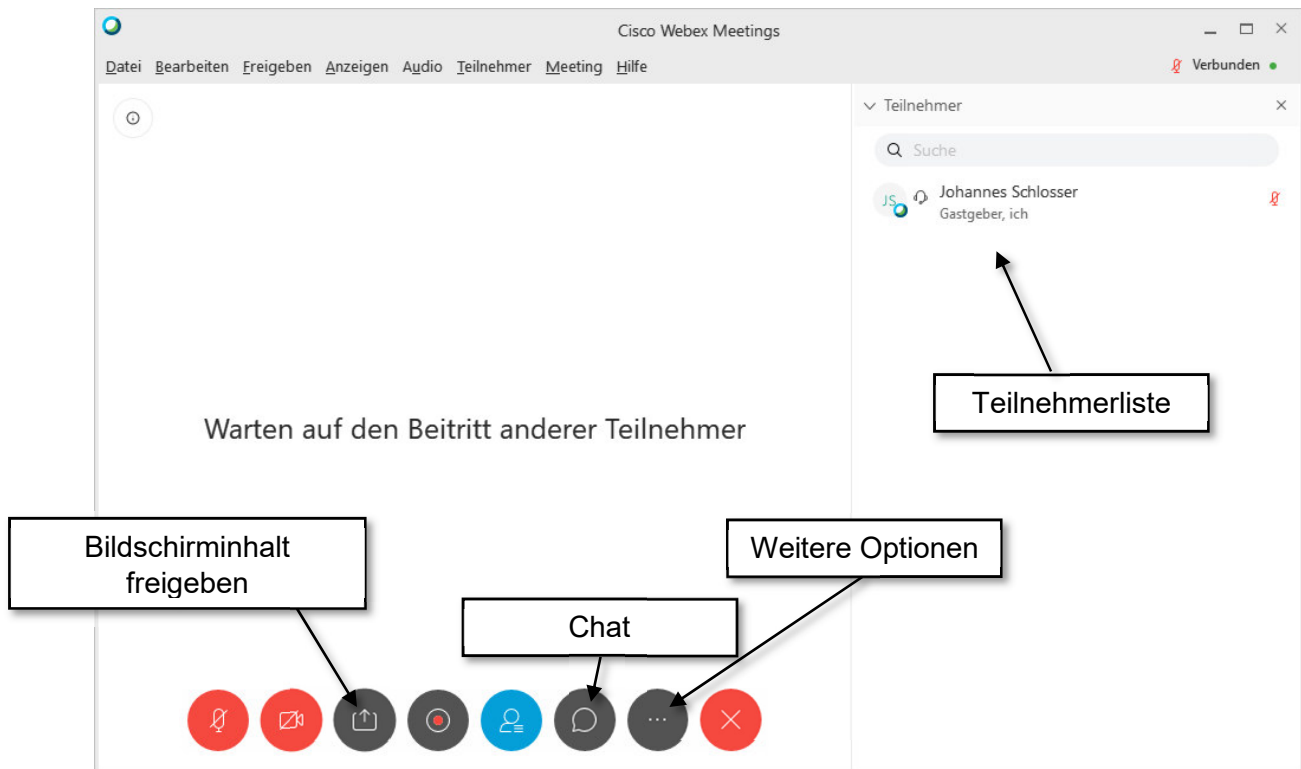 Cisco Webex Meetings
Datei Bearbeiten Freigeben Anzeigen Audio Teilnehmer Meeting Hilfe
Verbunden
Teilnehmer
Suche
JS
Johannes Schlosser
Gastgeber, ich
Teilnehmerliste
Warten auf den Beitritt anderer Teilnehmer
Bildschirminhalt
freigeben
Weitere Optionen
Chat